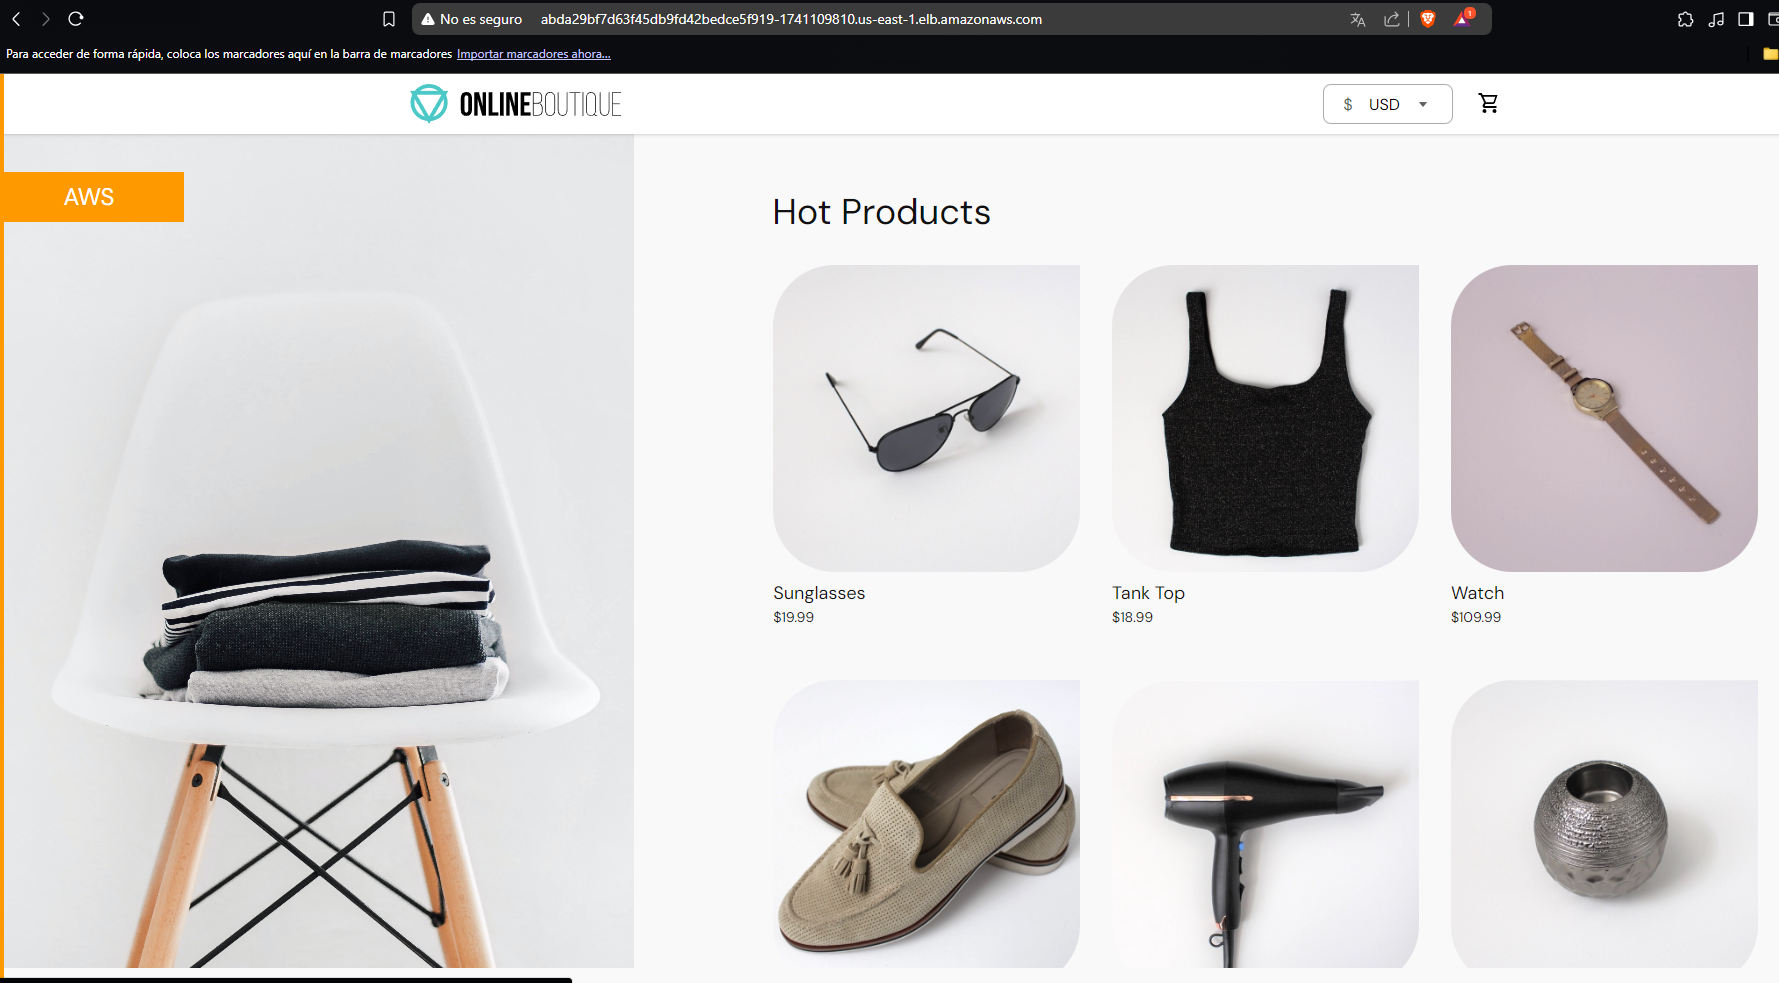 No es seguro abda29bf7d63f45db9fd42bedce5f919-1741109810.us-east-1.elb.amazonaws.com
1
Para acceder de forma rápida, coloca los marcadores aquí en la barra de marcadores Importar marcadores ahora...
ONLINEBOUTIQUE
$ USD
AWS
Hot Products
Sunglasses
$19.99
Tank Top
$18.99
Watch
$109.99